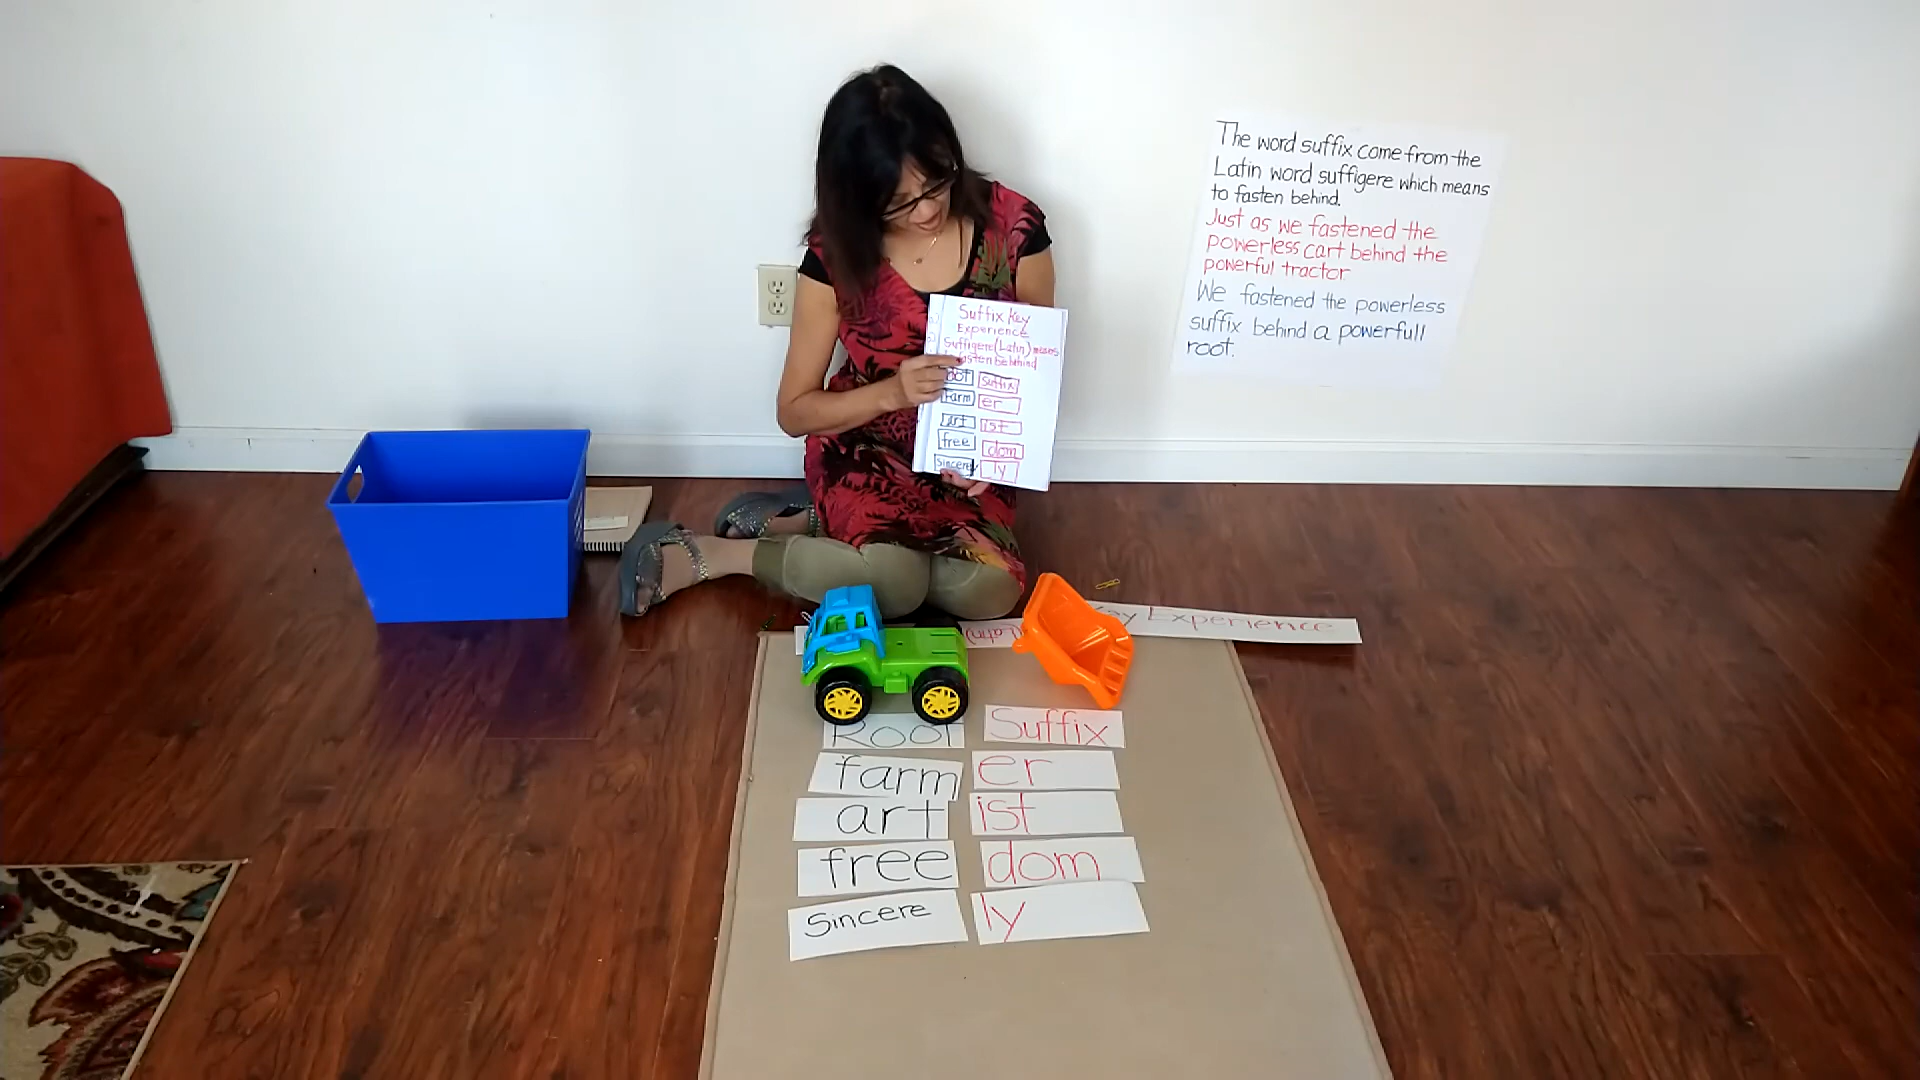 The word suffix come from the
Latin word suffigere which means
to fasten behind.
Just as we fastened the
powerless cart behind the
powerful tractor
We fastened the powerless
suffix behind a powerfull
root.
Suffix Key
Experience
Suffigere (Latin) means
fasten behind
suffix
farm er
art ist
free dom
sincerely ly
Experience
(Latin)
Root Suffix
farm er
art ist
free dom
Sincere ly